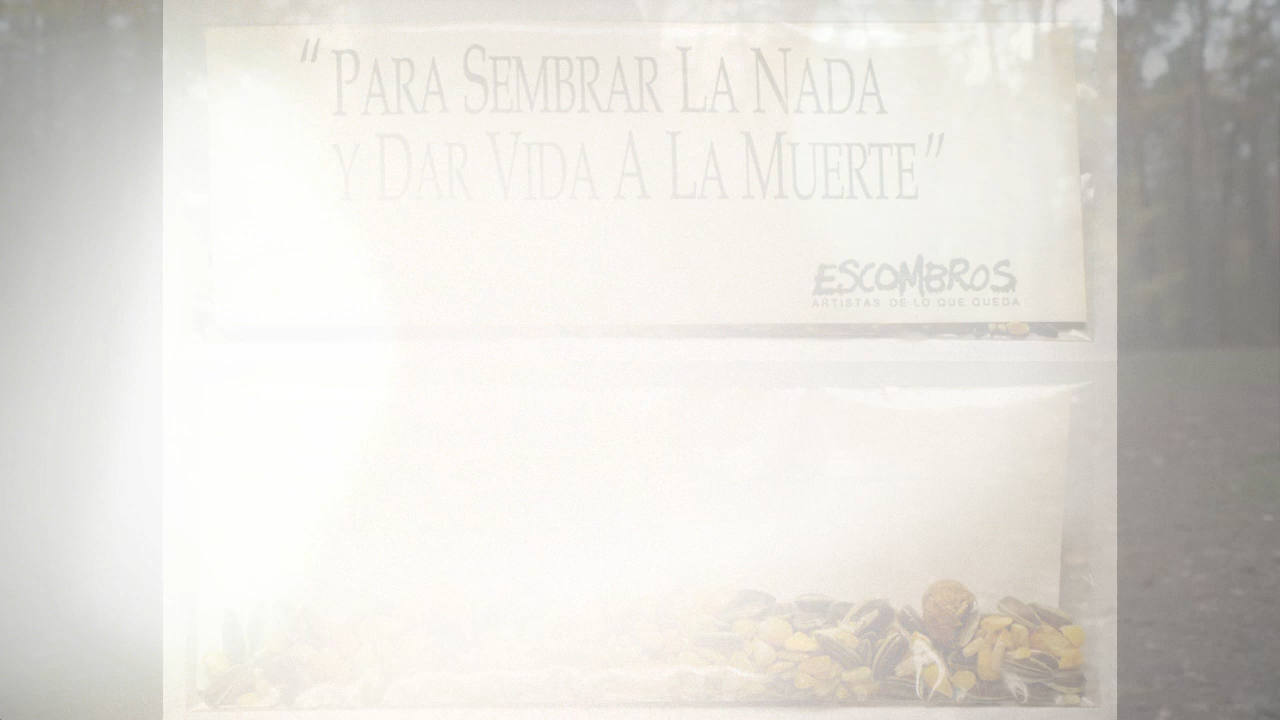 “PARA SEMBRAR LA NADA
Y DAR VIDA A LA MUERTE”
ESCOMBROS
ARTISTAS DE LO QUE QUEDA